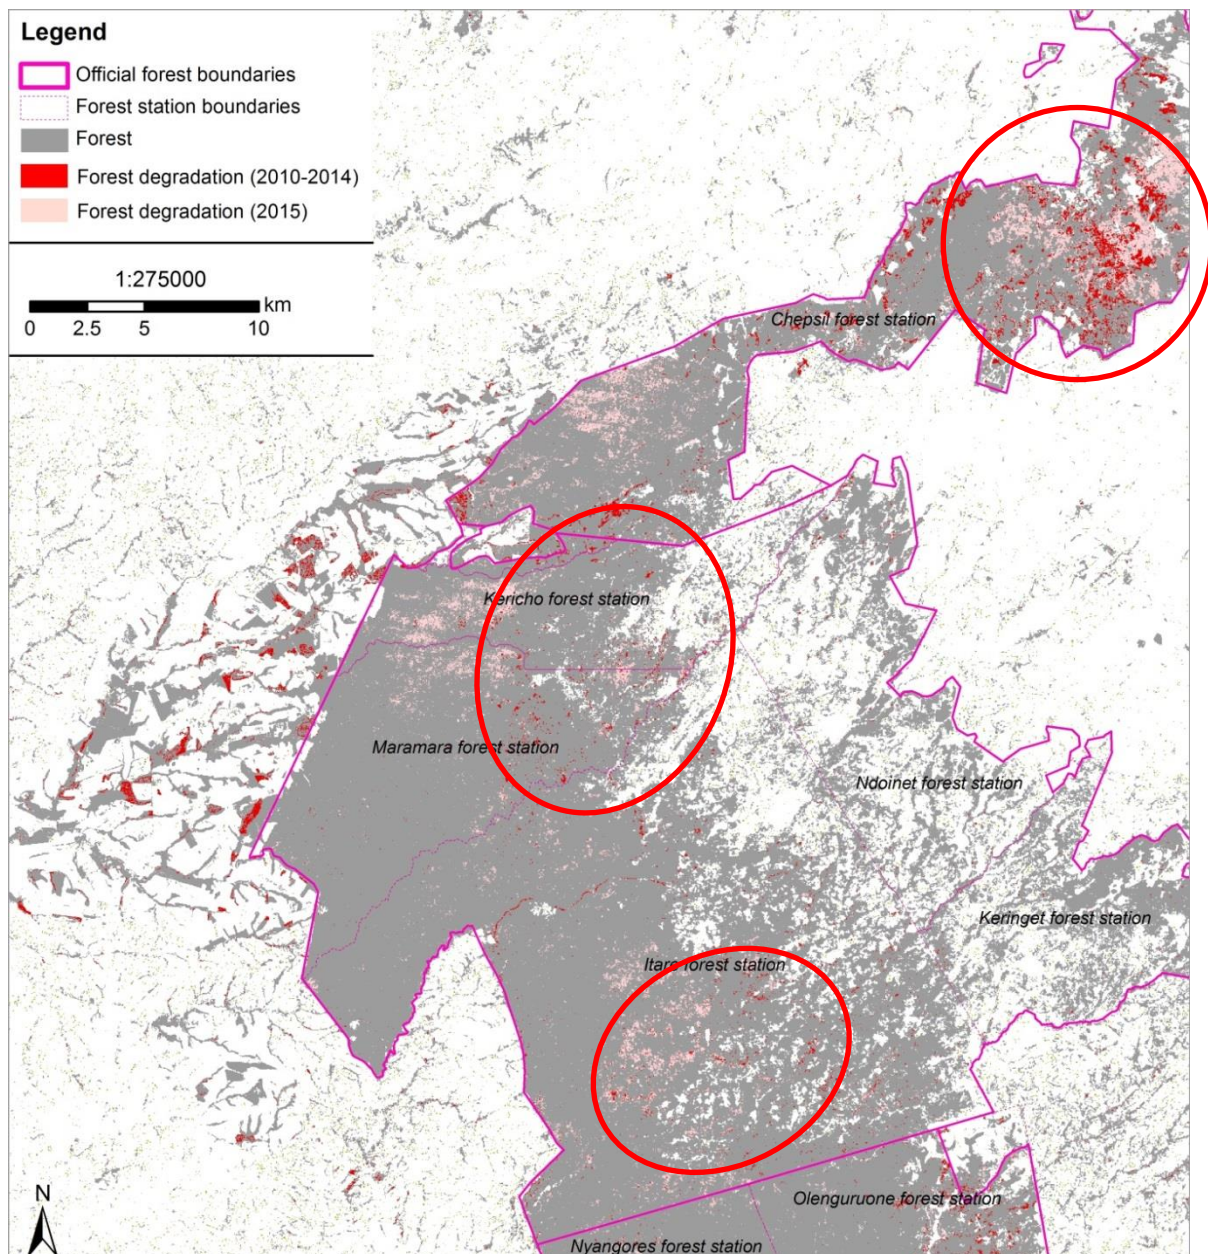 Legend
Official forest boundaries
Forest station boundaries
Forest
Forest degradation (2010-2014)
Forest degradation (2015)
1:275000
km
0 2.5 5 10
Chepsil forest station
Kericho forest station
Maramara forest station
Ndoinet forest station
Keringet forest station
Itare forest station
Olenguruone forest station
N
Nyangores forest station